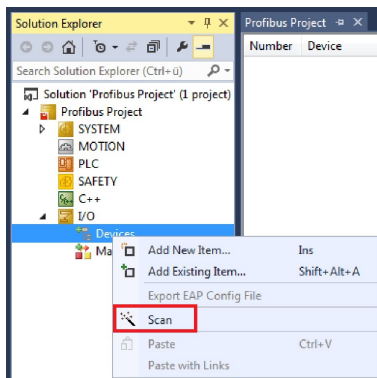 Solution Explorer
Profibus Project
Number Device
Search Solution Explorer (Ctrl+ü)
Solution 'Profibus Project' (1 project)
Profibus Project
SYSTEM
MOTION
PLC
SAFETY
C++
I/O
Devices
Ma
Add New Item... Ins
Add Existing Item... Shift+Alt+A
Export EAP Config File
Scan
Paste Ctrl+V
Paste with Links